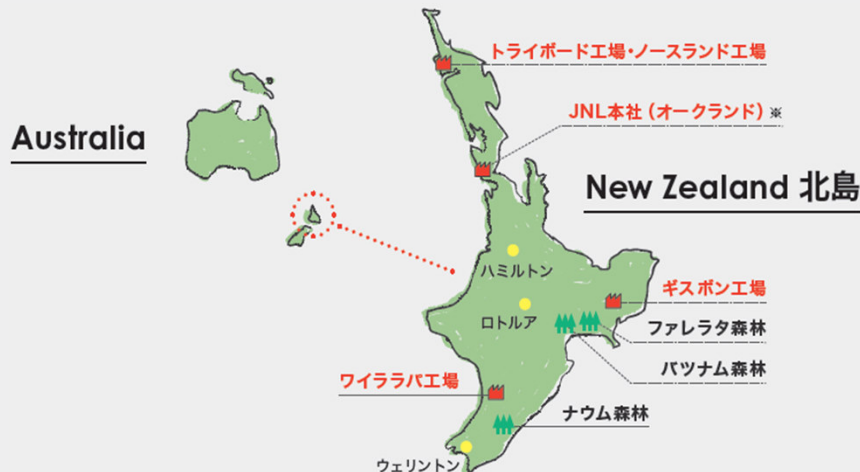 トライボード工場・ノースランド工場
JNL本社（オークランド）※
Australia
New Zealand 北島
ハミルトン
ギスボン工場
ロトルア
ファレラタ森林
パツナム森林
ワイララパ工場
ナウム森林
ウェリントン